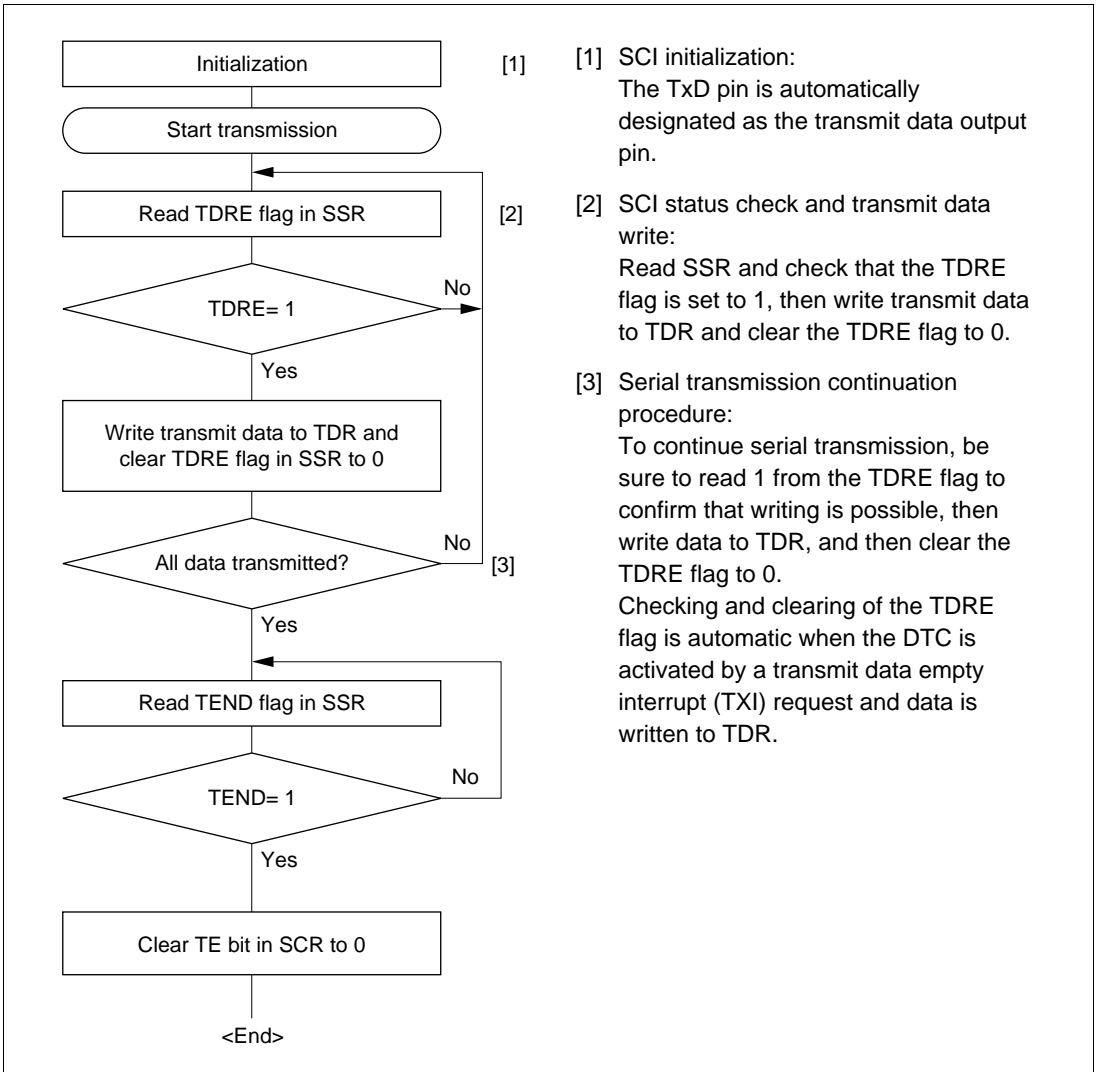 Initialization
[1]
Start transmission
Read TDRE flag in SSR
[2]
TDRE= 1
No
Yes
Write transmit data to TDR and
clear TDRE flag in SSR to 0
All data transmitted?
No
[3]
Yes
Read TEND flag in SSR
TEND= 1
No
Yes
Clear TE bit in SCR to 0
<End>
[1] SCI initialization:
The TxD pin is automatically
designated as the transmit data output
pin.
[2] SCI status check and transmit data
write:
Read SSR and check that the TDRE
flag is set to 1, then write transmit data
to TDR and clear the TDRE flag to 0.
[3] Serial transmission continuation
procedure:
To continue serial transmission, be
sure to read 1 from the TDRE flag to
confirm that writing is possible, then
write data to TDR, and then clear the
TDRE flag to 0.
Checking and clearing of the TDRE
flag is automatic when the DTC is
activated by a transmit data empty
interrupt (TXI) request and data is
written to TDR.